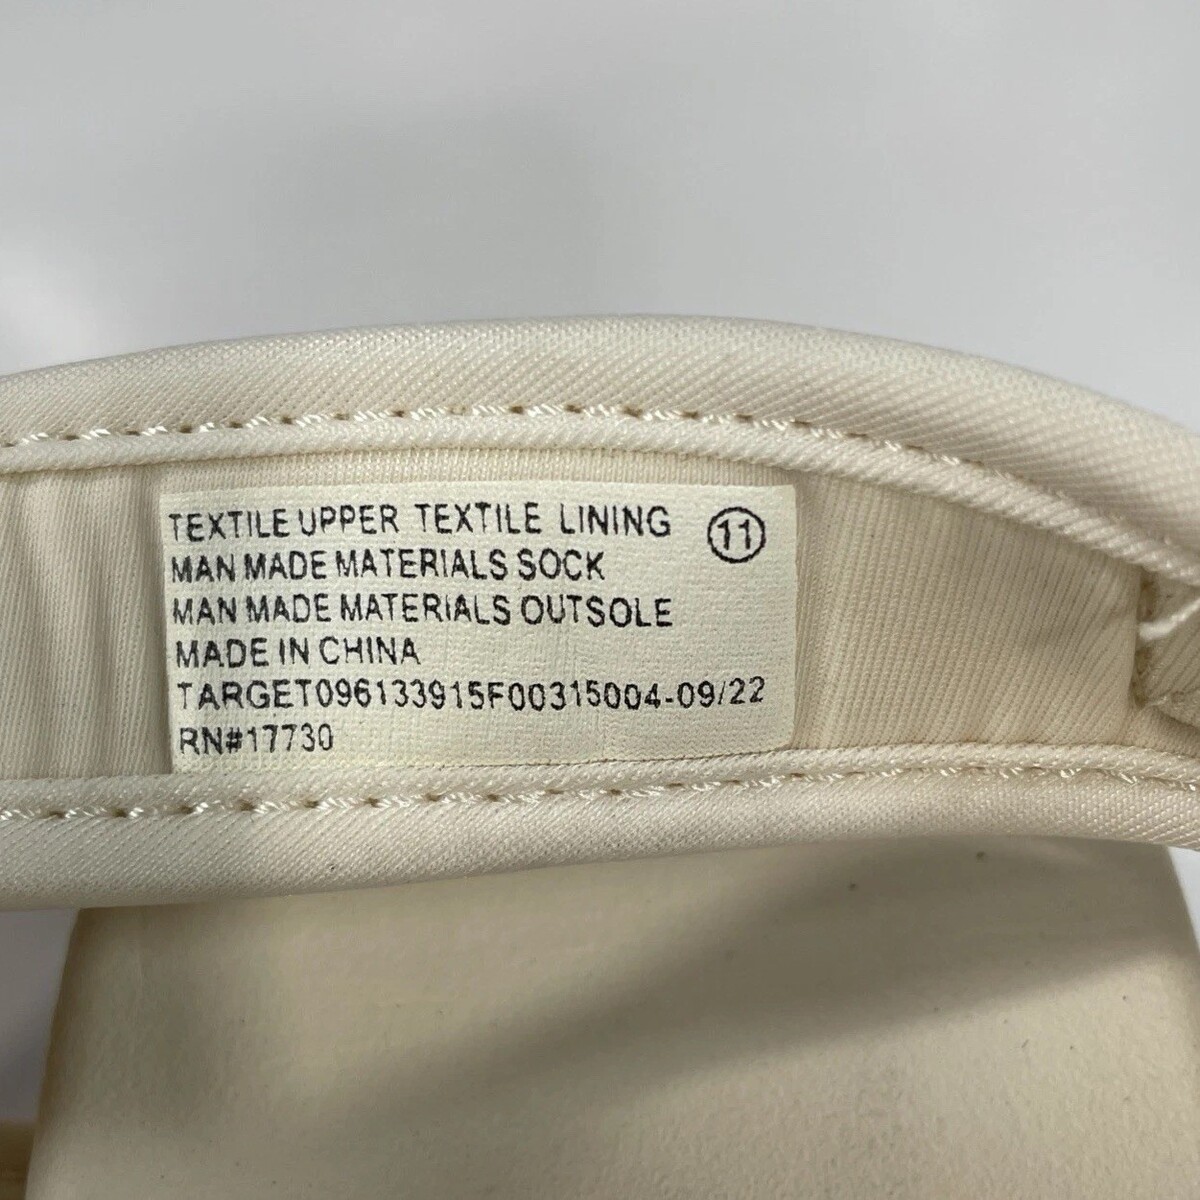 TEXTILE UPPER TEXTILE LINING 11
MAN MADE MATERIALS SOCK
MAN MADE MATERIALS OUTSOLE
MADE IN CHINA
TARGET096133915F00315004-09/22
RN#17730